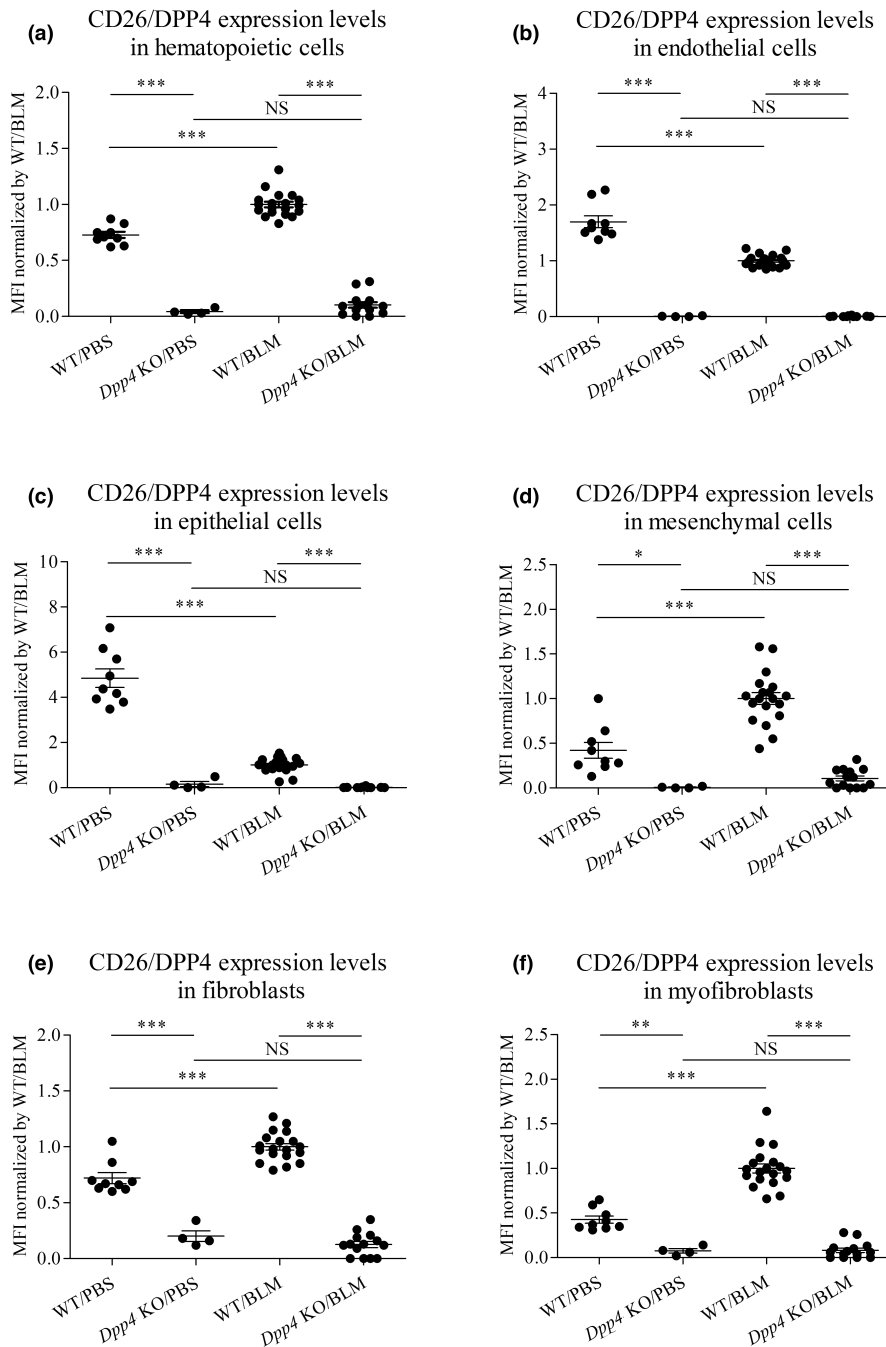 (a)
CD26/DPP4 expression levels
in hematopoietic cells
MFI normalized by WT/BLM
2.0
1.5
1.0
0.5
0.0
***
***
NS
***
WT/PBS
Dpp4 KO/PBS
WT/BLM
Dpp4 KO/BLM
(b)
CD26/DPP4 expression levels
in endothelial cells
MFI normalized by WT/BLM
4
3
2
1
0
***
***
NS
***
WT/PBS
Dpp4 KO/PBS
WT/BLM
Dpp4 KO/BLM
(c)
CD26/DPP4 expression levels
in epithelial cells
MFI normalized by WT/BLM
10
8
6
4
2
0
***
***
NS
***
WT/PBS
Dpp4 KO/PBS
WT/BLM
Dpp4 KO/BLM
(d)
CD26/DPP4 expression levels
in mesenchymal cells
MFI normalized by WT/BLM
2.5
2.0
1.5
1.0
0.5
0.0
*
***
NS
***
WT/PBS
Dpp4 KO/PBS
WT/BLM
Dpp4 KO/BLM
(e)
CD26/DPP4 expression levels
in fibroblasts
MFI normalized by WT/BLM
2.0
1.5
1.0
0.5
0.0
***
***
NS
***
WT/PBS
Dpp4 KO/PBS
WT/BLM
Dpp4 KO/BLM
(f)
CD26/DPP4 expression levels
in myofibroblasts
MFI normalized by WT/BLM
2.5
2.0
1.5
1.0
0.5
0.0
**
***
NS
***
WT/PBS
Dpp4 KO/PBS
WT/BLM
Dpp4 KO/BLM